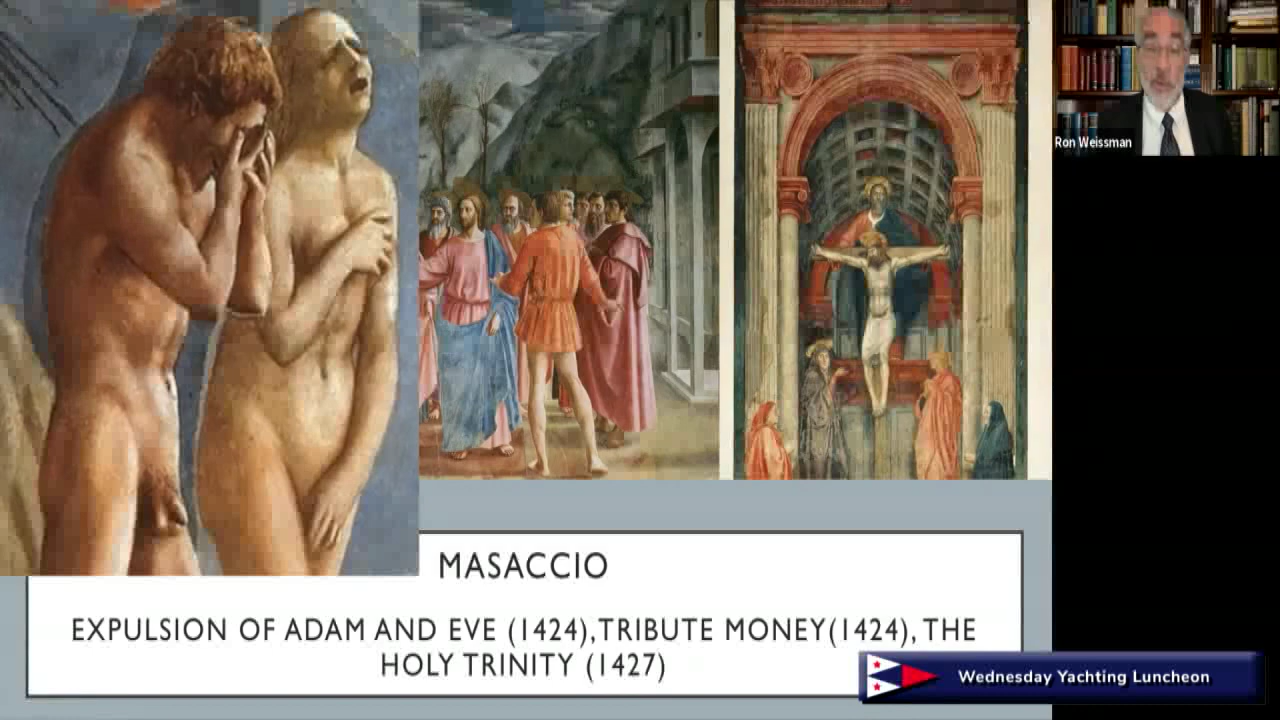 Ron Weissman
MASACCIO
EXPULSION OF ADAM AND EVE (1424),TRIBUTE MONEY(1424), THE
HOLY TRINITY (1427)
Wednesday Yachting Luncheon